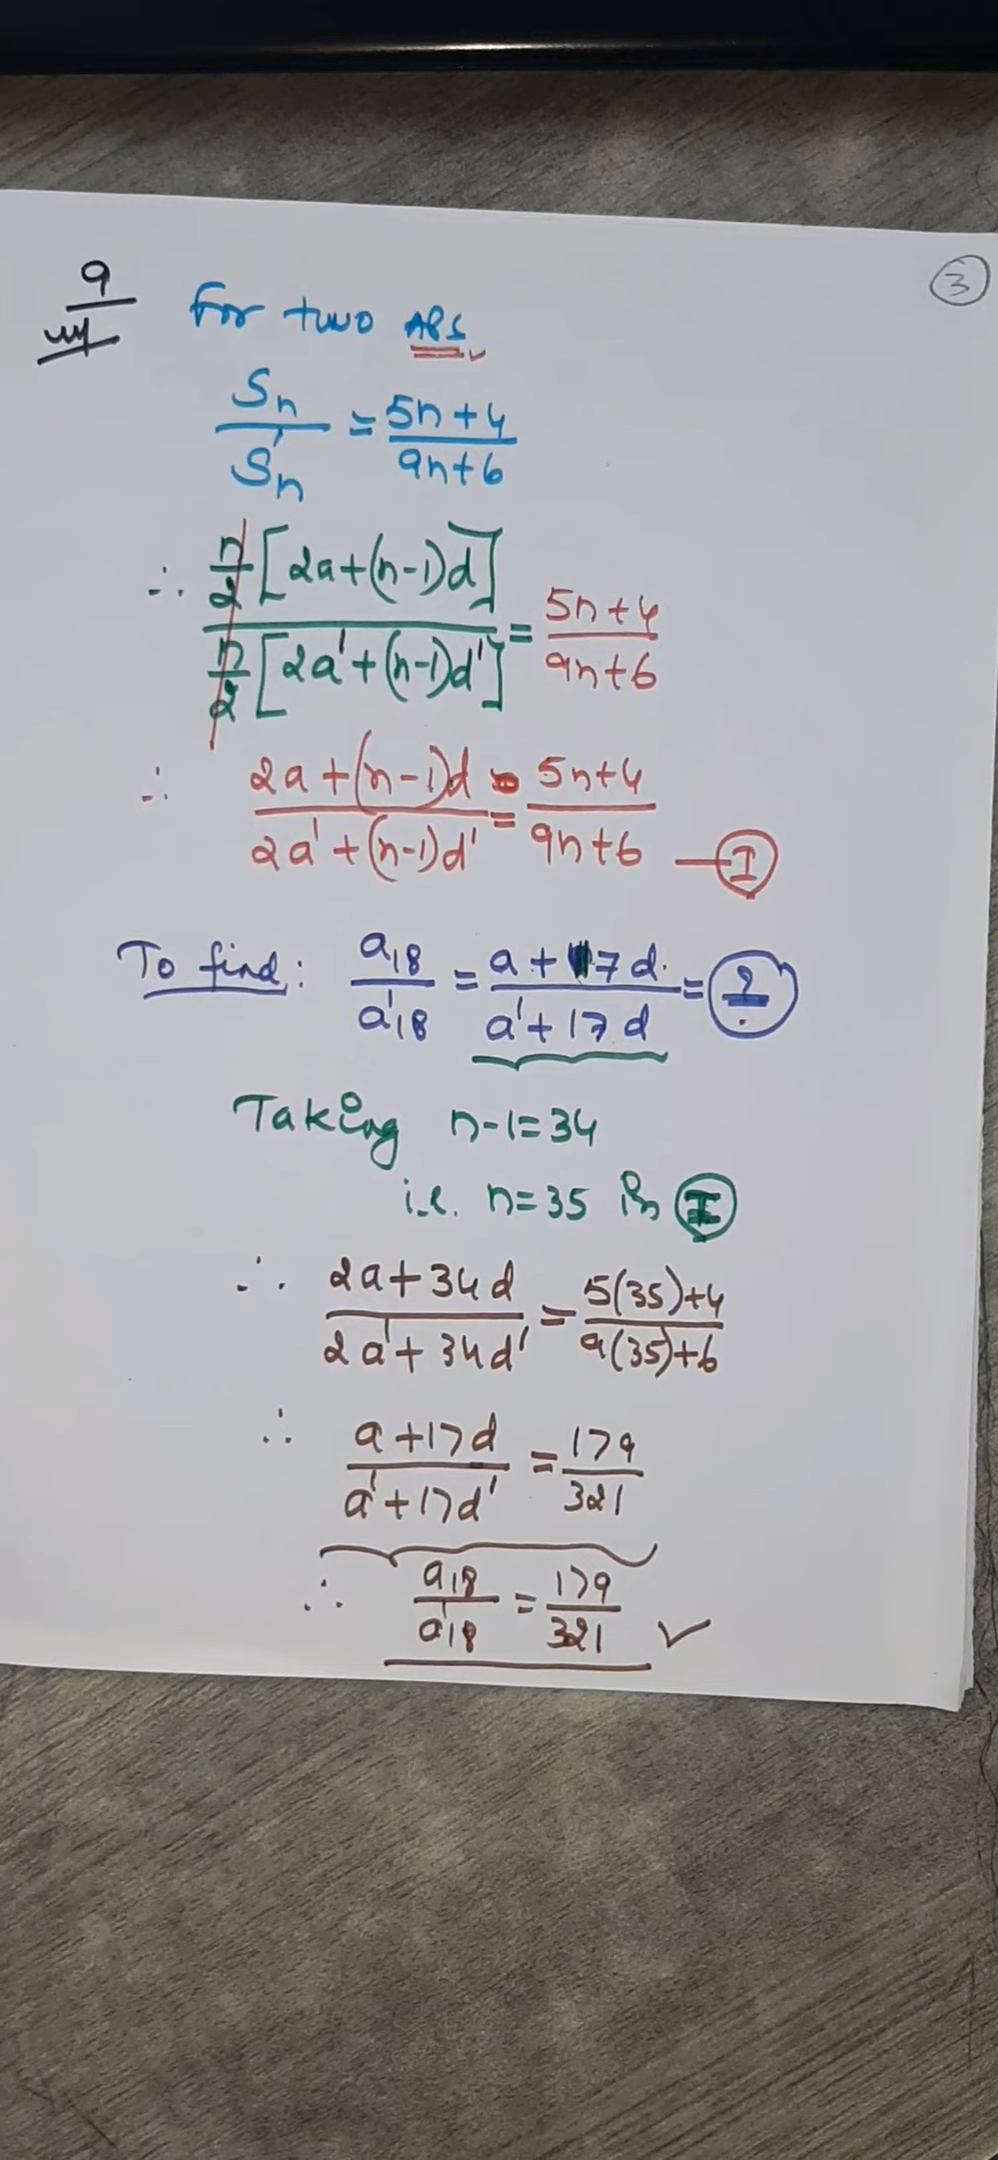 9 3
For two APs
Sn/S'n = 5n+4/9n+6
∴ n/2 [2a+(n-1)d] / n/2 [2a'+(n-1)d'] = 5n+4/9n+6
∴ 2a+(n-1)d / 2a'+(n-1)d' = 5n+4/9n+6 — I
To find: a18/a'18 = a+17d/a'+17d = ?
Taking n-1=34
i.e. n=35 in I
∴ 2a+34d/2a'+34d' = 5(35)+4/9(35)+6
∴ a+17d/a'+17d' = 179/321
∴ a18/a'18 = 179/321 ✓